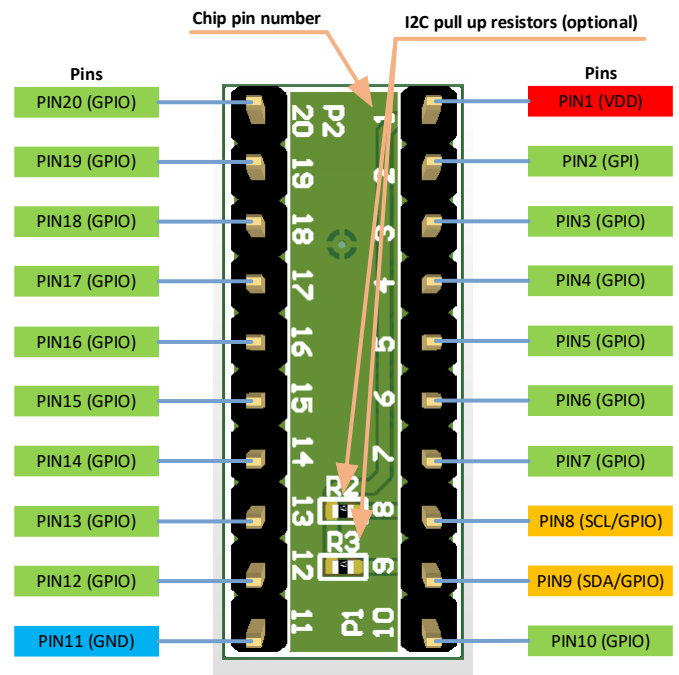 Chip pin number
I2C pull up resistors (optional)
Pins
Pins
PIN20 (GPIO)
PIN19 (GPIO)
PIN18 (GPIO)
PIN17 (GPIO)
PIN16 (GPIO)
PIN15 (GPIO)
PIN14 (GPIO)
PIN13 (GPIO)
PIN12 (GPIO)
PIN11 (GND)
20
19
18
17
16
15
14
13
12
11
P2
R2
R3
P1
1
2
3
4
5
6
7
8
9
10
PIN1 (VDD)
PIN2 (GPI)
PIN3 (GPIO)
PIN4 (GPIO)
PIN5 (GPIO)
PIN6 (GPIO)
PIN7 (GPIO)
PIN8 (SCL/GPIO)
PIN9 (SDA/GPIO)
PIN10 (GPIO)